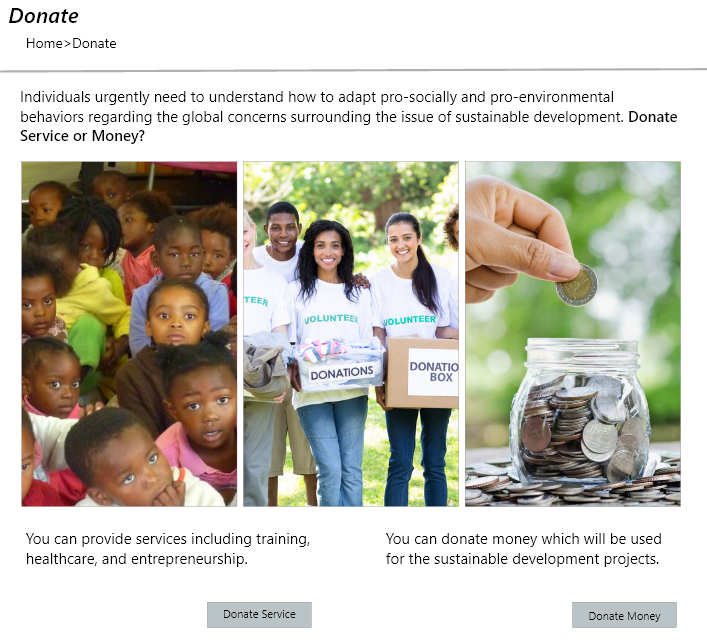 Donate
Home>Donate
Individuals urgently need to understand how to adapt pro-socially and pro-environmental
behaviors regarding the global concerns surrounding the issue of sustainable development. Donate
Service or Money?
TEER
VOLUNTEER
VOLUNTEER
DONATIONS
DONATIO
BOX
You can provide services including training,
healthcare, and entrepreneurship.
You can donate money which will be used
for the sustainable development projects.
Donate Service
Donate Money